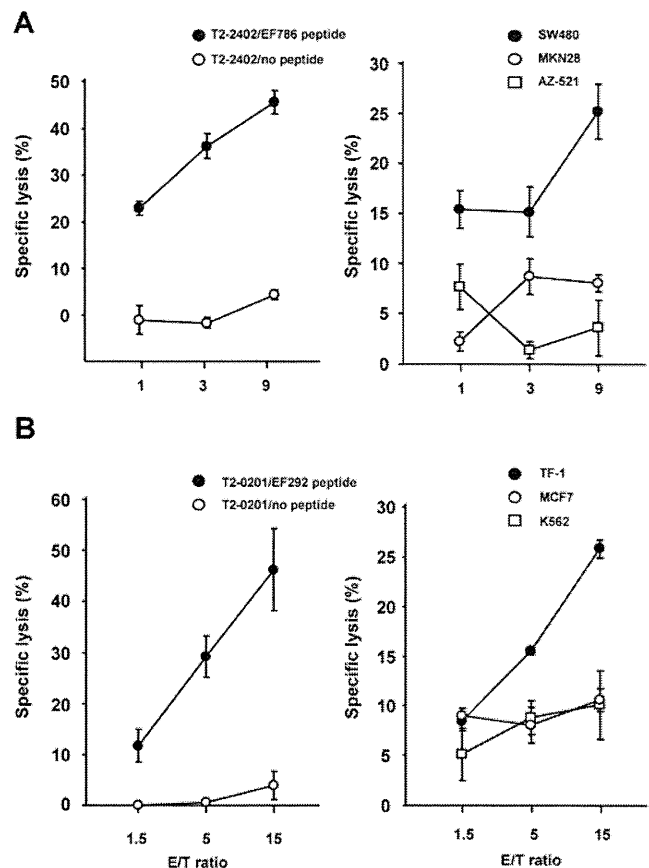 A
T2-2402/EF786 peptide
T2-2402/no peptide
Specific lysis (%)
50
40
30
20
10
0
1 3 9
SW480
MKN28
AZ-521
Specific lysis (%)
30
25
20
15
10
5
0
1 3 9
B
T2-0201/EF292 peptide
T2-0201/no peptide
Specific lysis (%)
60
50
40
30
20
10
0
1.5 5 15
E/T ratio
TF-1
MCF7
K562
Specific lysis (%)
30
25
20
15
10
5
0
1.5 5 15
E/T ratio